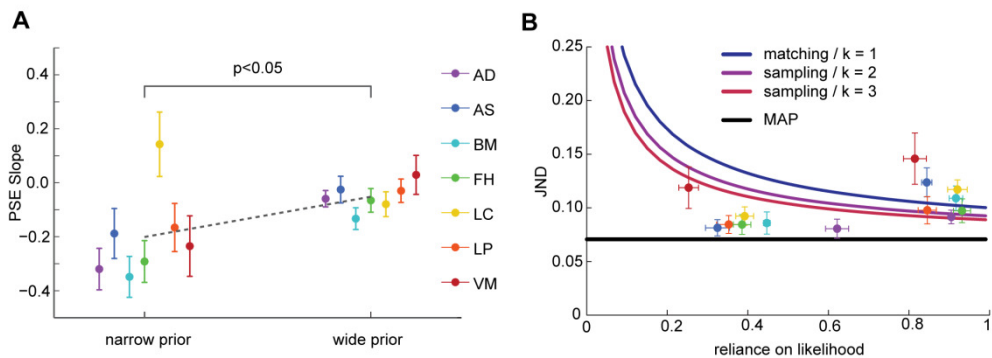 A
PSE Slope
0.4
0.2
0.0
−0.2
−0.4
p<0.05
narrow prior
wide prior
AD
AS
BM
FH
LC
LP
VM
B
JND
0.25
0.20
0.15
0.10
0.05
0
0
0.2
0.4
0.6
0.8
1
reliance on likelihood
matching / k = 1
sampling / k = 2
sampling / k = 3
MAP